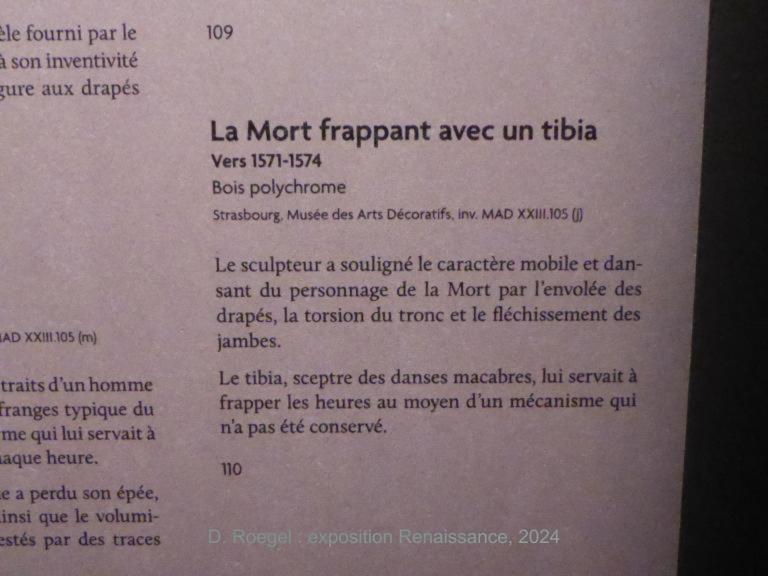 èle fourni par le
à son inventivité
gure aux drapés
MAD XXIII.105 (m)
traits d'un homme
franges typique du
me qui lui servait à
haque heure.
e a perdu son épée,
insi que le volumi-
estés par des traces
109
La Mort frappant avec un tibia
Vers 1571-1574
Bois polychrome
Strasbourg, Musée des Arts Décoratifs, inv. MAD XXIII.105 (j)
Le sculpteur a souligné le caractère mobile et dan-
sant du personnage de la Mort par l'envolée des
drapés, la torsion du tronc et le fléchissement des
jambes.
Le tibia, sceptre des danses macabres, lui servait à
frapper les heures au moyen d'un mécanisme qui
n'a pas été conservé.
110
D. Roegel : exposition Renaissance, 2024